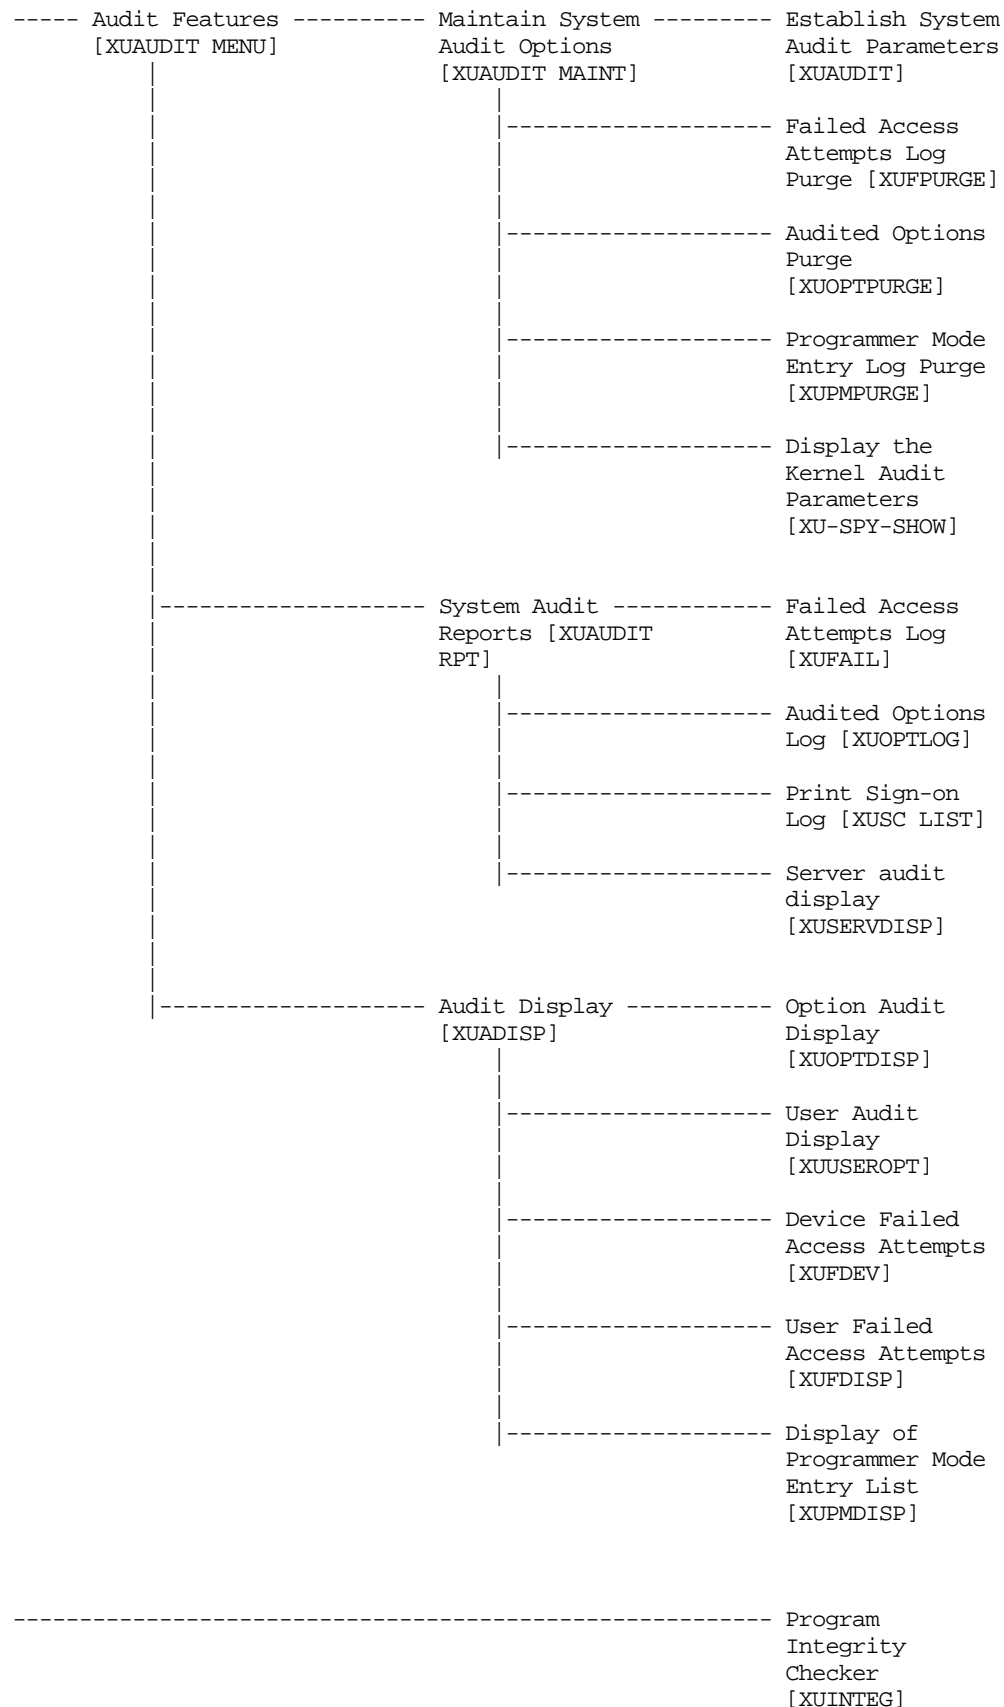 ----- Audit Features ---------- Maintain System --------- Establish System
[XUAUDIT MENU] Audit Options Audit Parameters
[XUAUDIT MAINT] [XUAUDIT]
|-------------------- Failed Access
Attempts Log
Purge [XUFPURGE]
|-------------------- Audited Options
Purge
[XUOPTPURGE]
|-------------------- Programmer Mode
Entry Log Purge
[XUPMPURGE]
|-------------------- Display the
Kernel Audit
Parameters
[XU-SPY-SHOW]
|-------------------- System Audit ------------ Failed Access
Reports [XUAUDIT Attempts Log
RPT] [XUFAIL]
|-------------------- Audited Options
Log [XUOPTLOG]
|-------------------- Print Sign-on
Log [XUSC LIST]
|-------------------- Server audit
display
[XUSERVDISP]
|-------------------- Audit Display ----------- Option Audit
[XUADISP] Display
[XUOPTDISP]
|-------------------- User Audit
Display
[XUUSEROPT]
|-------------------- Device Failed
Access Attempts
[XUFDEV]
|-------------------- User Failed
Access Attempts
[XUFDISP]
|-------------------- Display of
Programmer Mode
Entry List
[XUPMDISP]
--------------------------------------------------------- Program
Integrity
Checker
[XUINTEG]